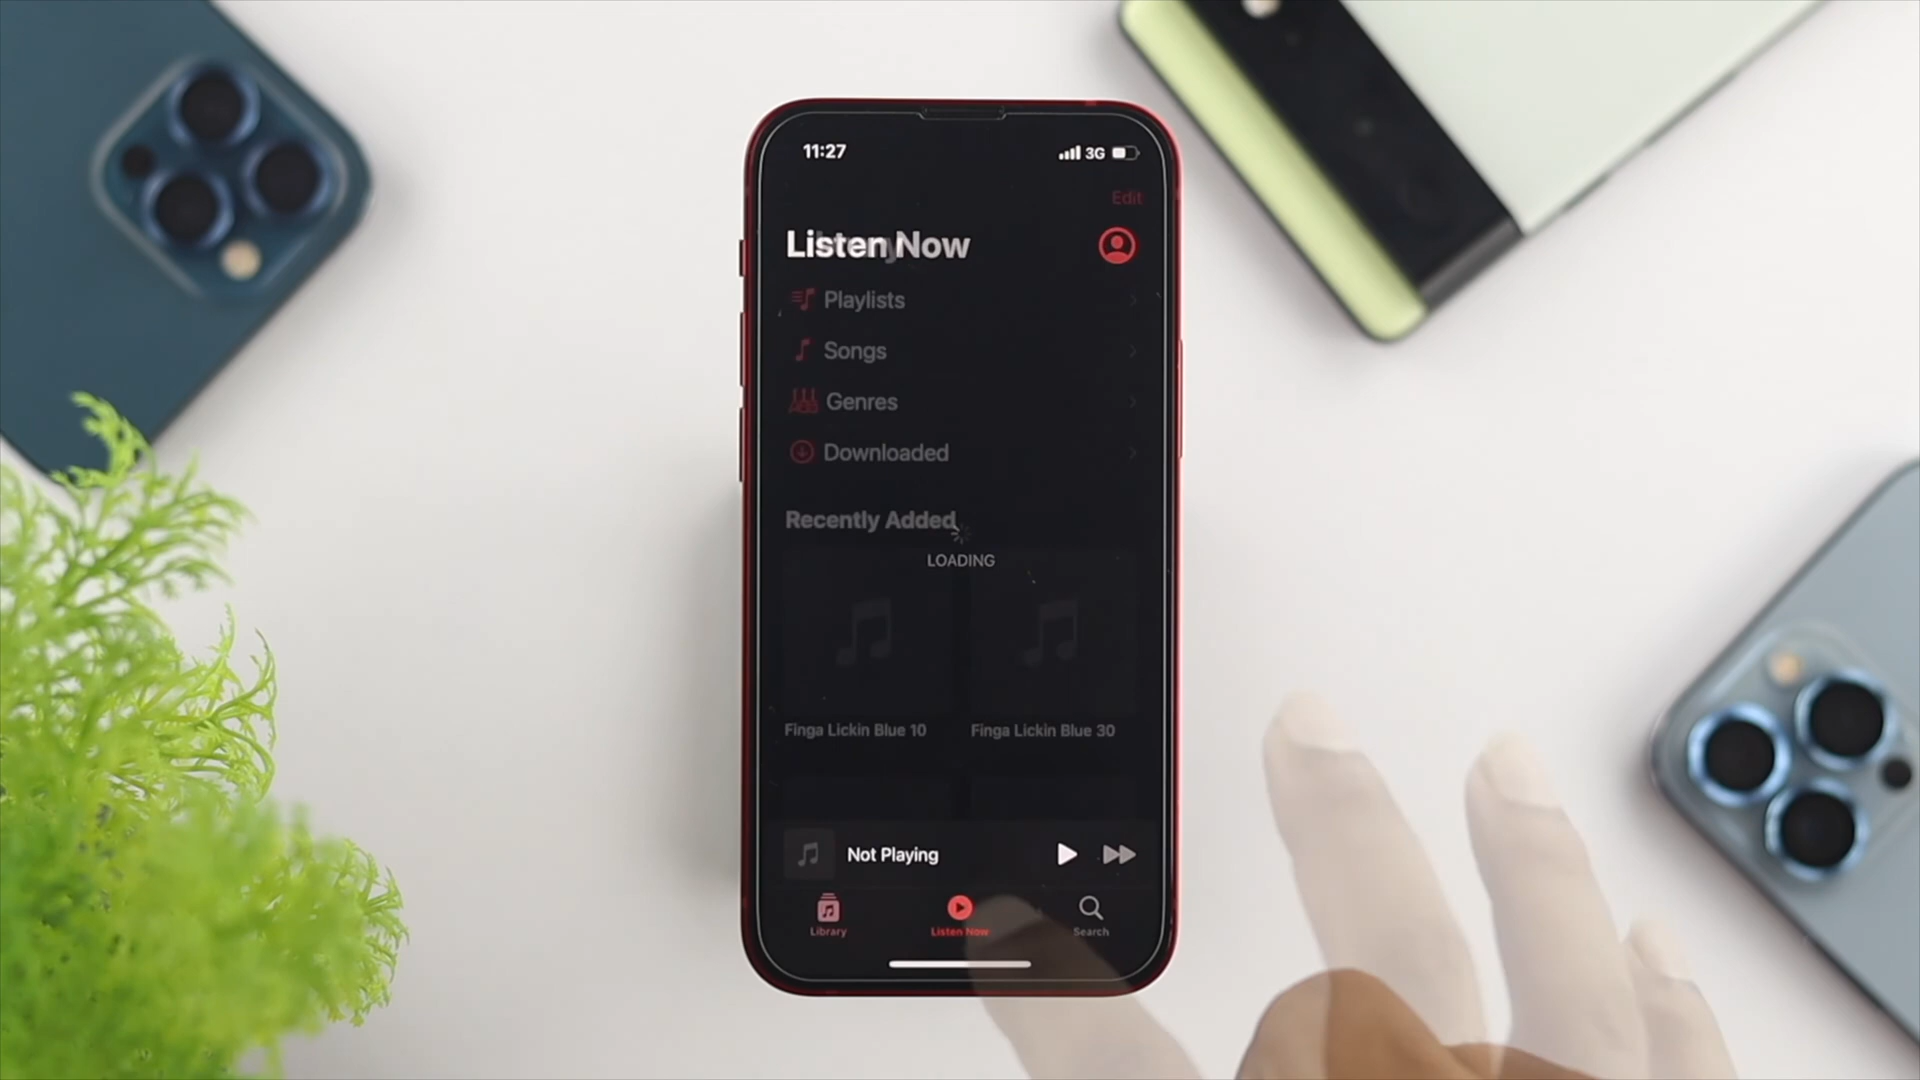 11:27 3G
Edit
Listen Now
Playlists
Songs
Genres
Downloaded
Recently Added
LOADING
Finga Lickin Blue 10 Finga Lickin Blue 30
Not Playing
Library Listen Now Search